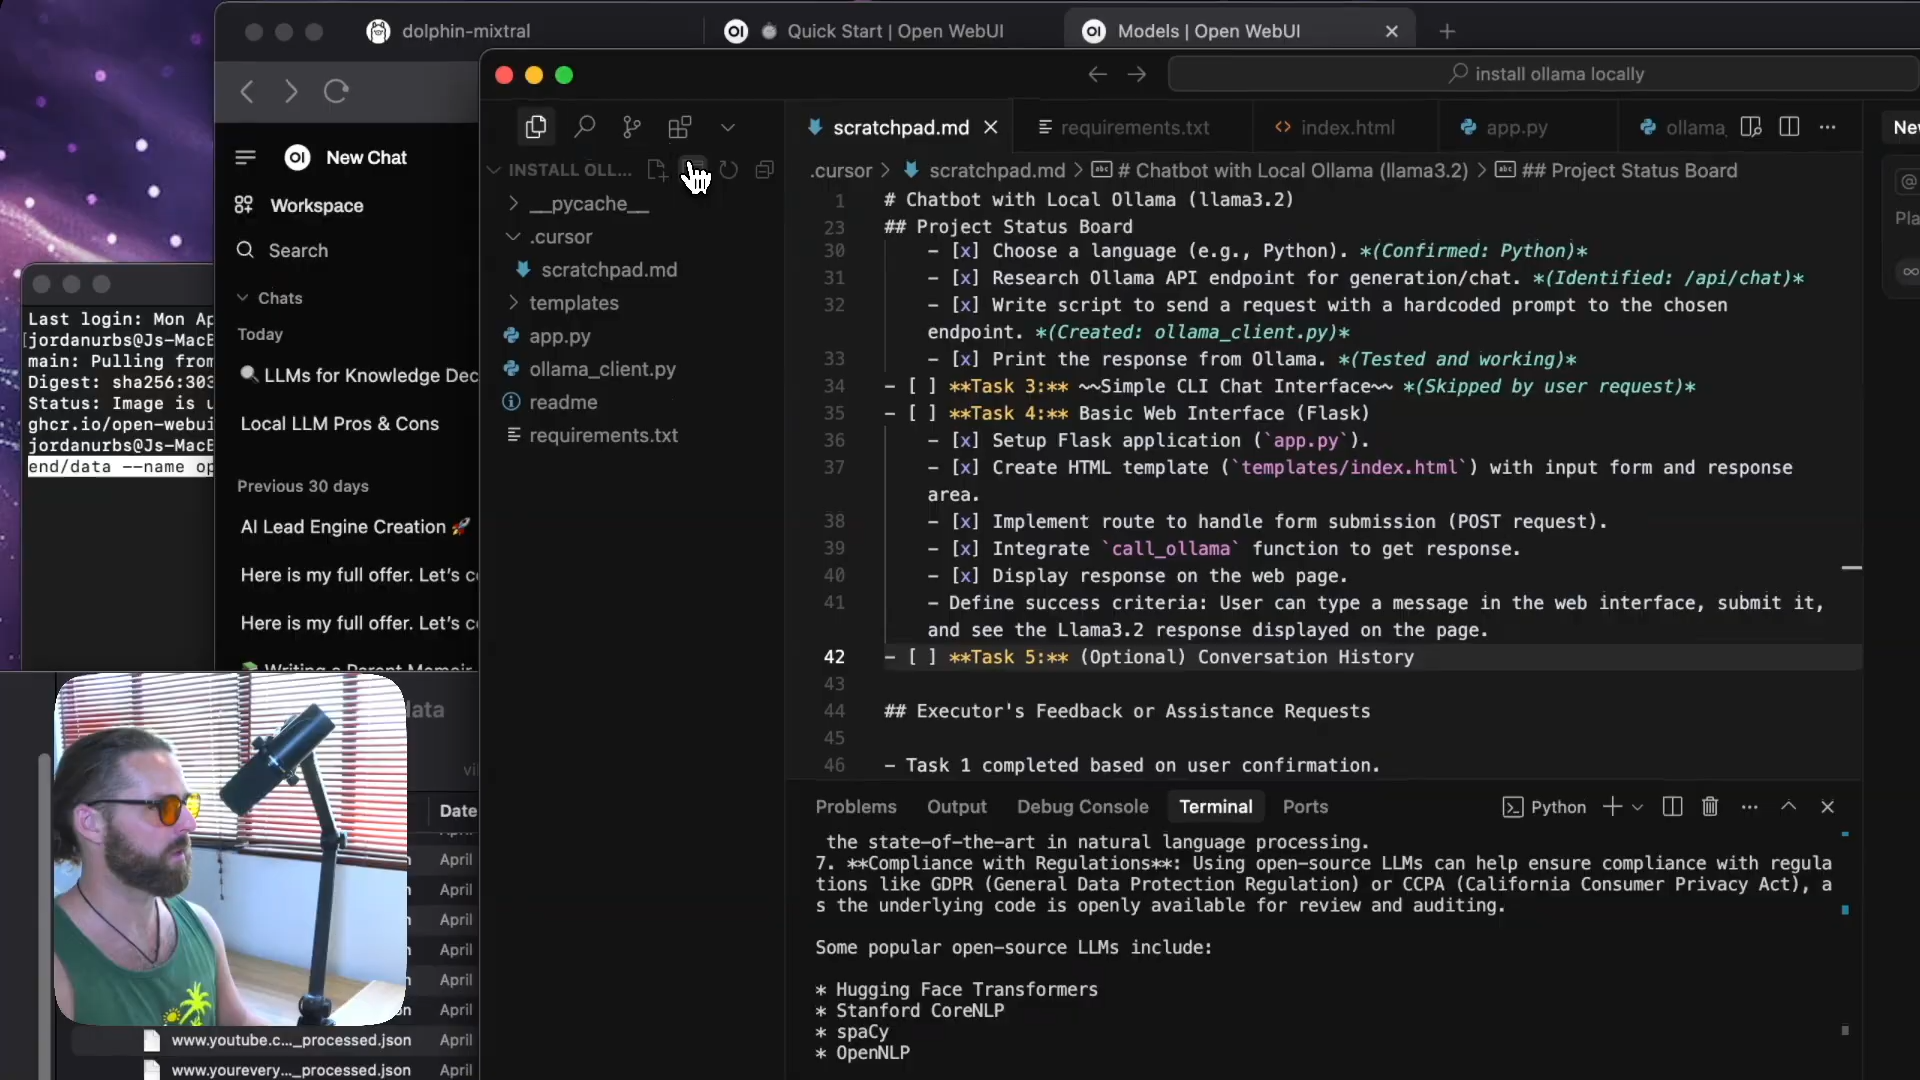 dolphin-mixtral
Quick Start | Open WebUI
Models | Open WebUI
install ollama locally
New Chat
Workspace
Search
Chats
Today
LLMs for Knowledge Dec
Local LLM Pros & Cons
Previous 30 days
AI Lead Engine Creation 🚀
Here is my full offer. Let's c
Here is my full offer. Let's c
Writing a Parent Memoir
Last login: Mon Ap
jordanurbs@Js-MacB
main: Pulling from
Digest: sha256:303
Status: Image is u
ghcr.io/open-webui
jordanurbs@Js-MacB
end/data --name op
INSTALL OLL...
__pycache__
.cursor
scratchpad.md
templates
app.py
ollama_client.py
readme
requirements.txt
scratchpad.md
requirements.txt
index.html
app.py
ollama_
New
.cursor > scratchpad.md > # Chatbot with Local Ollama (llama3.2) > ## Project Status Board
@
Pla
1 # Chatbot with Local Ollama (llama3.2)
23 ## Project Status Board
30 - [x] Choose a language (e.g., Python). *(Confirmed: Python)*
31 - [x] Research Ollama API endpoint for generation/chat. *(Identified: /api/chat)*
32 - [x] Write script to send a request with a hardcoded prompt to the chosen
endpoint. *(Created: ollama_client.py)*
33 - [x] Print the response from Ollama. *(Tested and working)*
34 - [ ] **Task 3:** ~~Simple CLI Chat Interface~~ *(Skipped by user request)*
35 - [ ] **Task 4:** Basic Web Interface (Flask)
36 - [x] Setup Flask application (`app.py`).
37 - [x] Create HTML template (`templates/index.html`) with input form and response
area.
38 - [x] Implement route to handle form submission (POST request).
39 - [x] Integrate `call_ollama` function to get response.
40 - [x] Display response on the web page.
41 - Define success criteria: User can type a message in the web interface, submit it,
and see the Llama3.2 response displayed on the page.
42 - [ ] **Task 5:** (Optional) Conversation History
43
44 ## Executor's Feedback or Assistance Requests
45
46 - Task 1 completed based on user confirmation.
Problems
Output
Debug Console
Terminal
Ports
Python
the state-of-the-art in natural language processing.
7. **Compliance with Regulations**: Using open-source LLMs can help ensure compliance with regula
tions like GDPR (General Data Protection Regulation) or CCPA (California Consumer Privacy Act), a
s the underlying code is openly available for review and auditing.
Some popular open-source LLMs include:
* Hugging Face Transformers
* Stanford CoreNLP
* spaCy
* OpenNLP
data
Date
April
April
April
April
April
April
www.youtube.c..._processed.json April
www.yourevery..._processed.json April